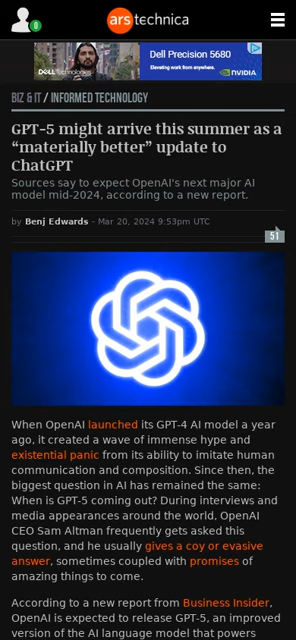 0
ars technica
DELL Technologies
Dell Precision 5680
Elevating work from anywhere.
NVIDIA
BIZ & IT / INFORMED TECHNOLOGY
GPT-5 might arrive this summer as a
“materially better” update to
ChatGPT
Sources say to expect OpenAI's next major AI
model mid-2024, according to a new report.
by Benj Edwards - Mar 20, 2024 9:53pm UTC
51
When OpenAI launched its GPT-4 AI model a year
ago, it created a wave of immense hype and
existential panic from its ability to imitate human
communication and composition. Since then, the
biggest question in AI has remained the same:
When is GPT-5 coming out? During interviews and
media appearances around the world, OpenAI
CEO Sam Altman frequently gets asked this
question, and he usually gives a coy or evasive
answer, sometimes coupled with promises of
amazing things to come.
According to a new report from Business Insider,
OpenAI is expected to release GPT-5, an improved
version of the AI language model that powers